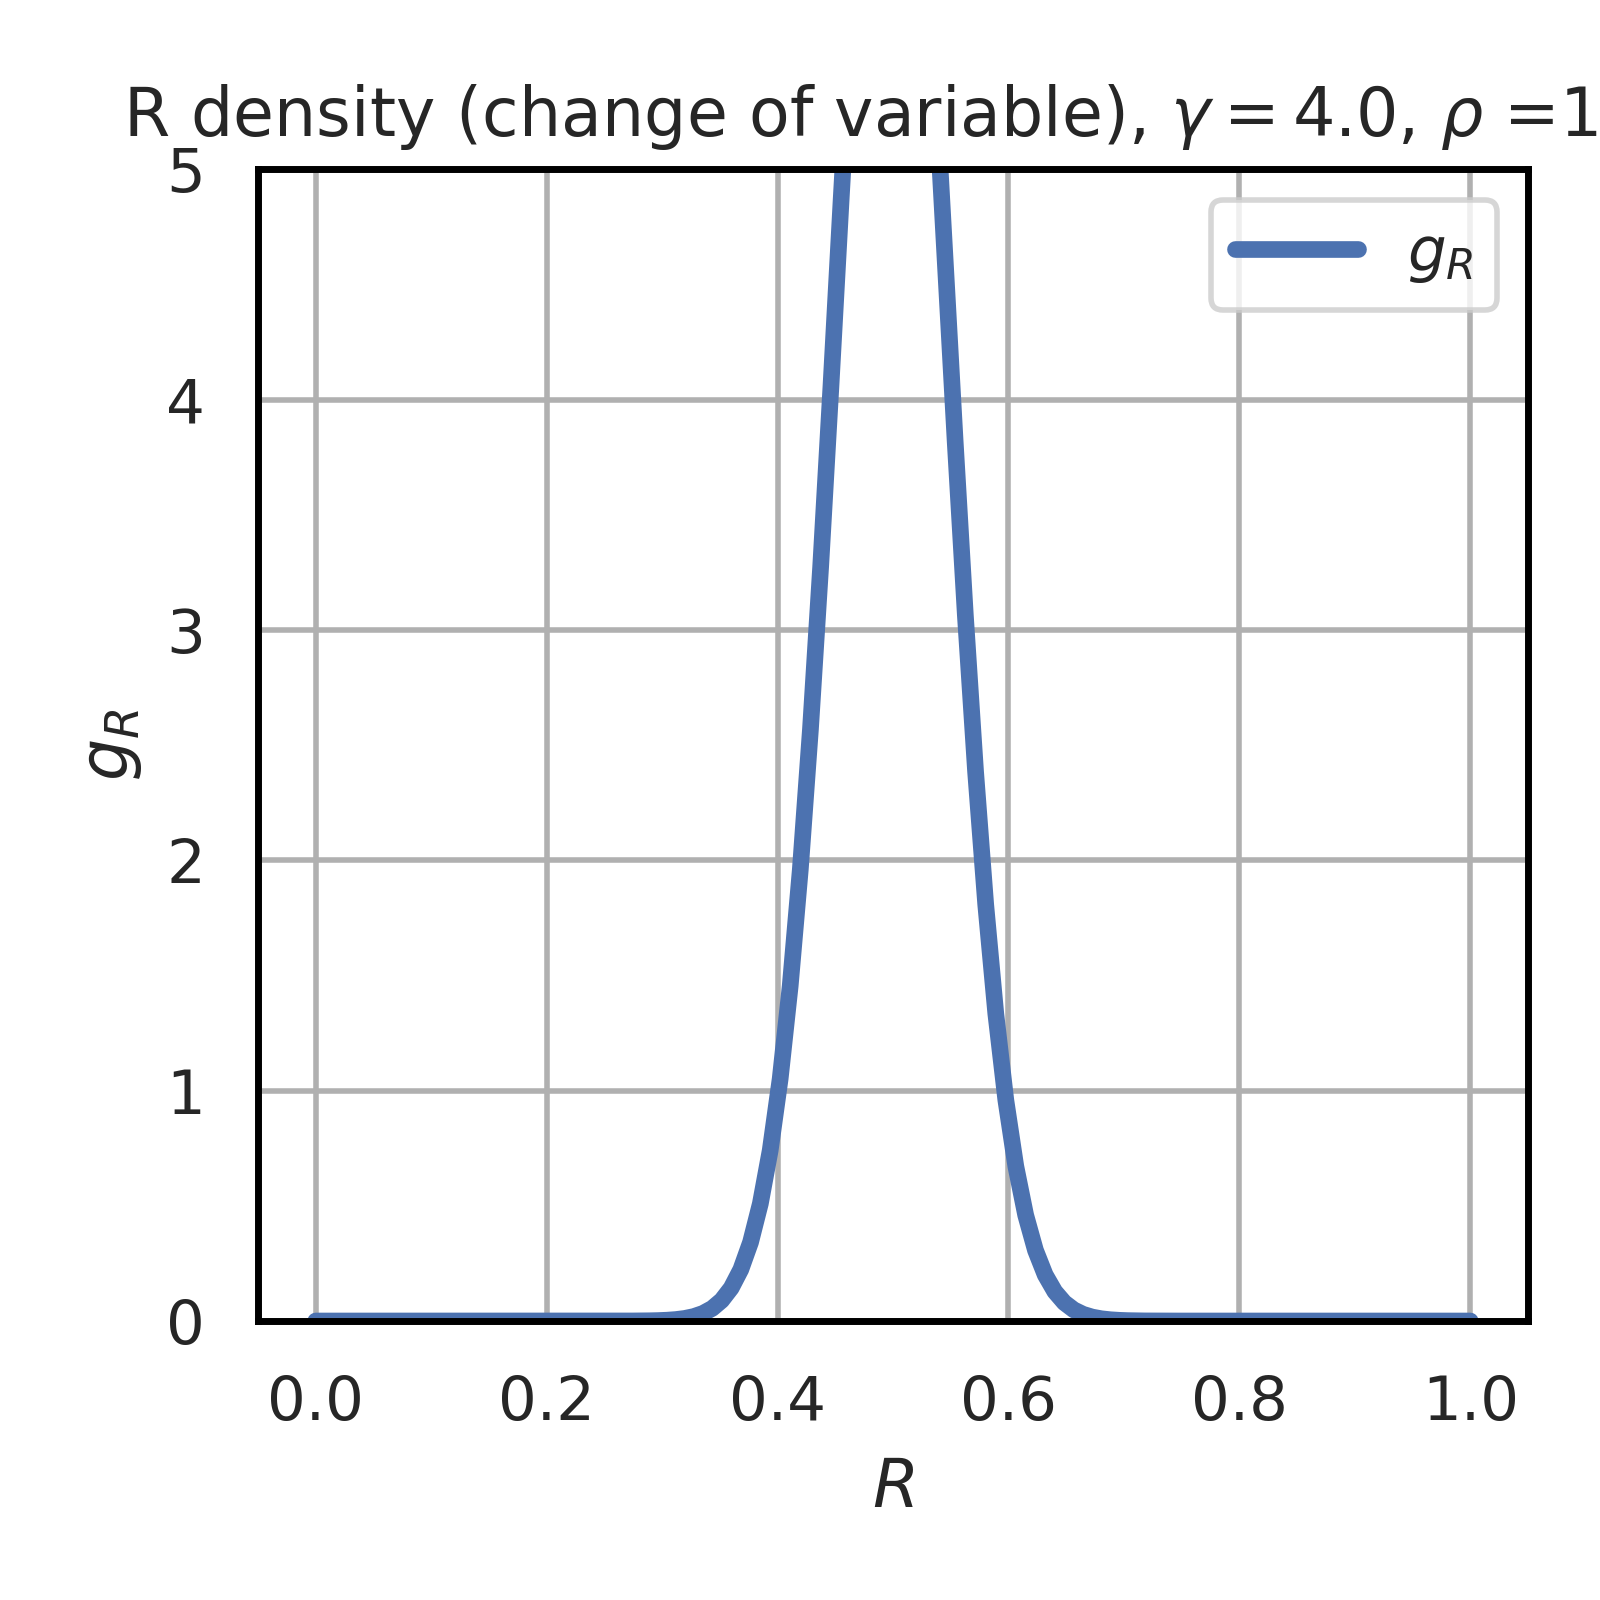 R density (change of variable), γ = 4.0, ρ =1
5
4
3
2
1
0
g_R
g_R
0.0 0.2 0.4 0.6 0.8 1.0
R